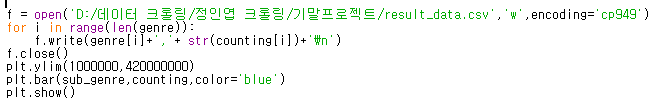 f = open('D:/데이터 크롤링/정인엽 크롤링/기말프로젝트/result_data.csv','w',encoding='cp949')
for i in range(len(genre)):
    f.write(genre[i]+','+ str(counting[i])+'₩n')
f.close()
plt.ylim(1000000,420000000)
plt.bar(sub_genre,counting,color='blue')
plt.show()